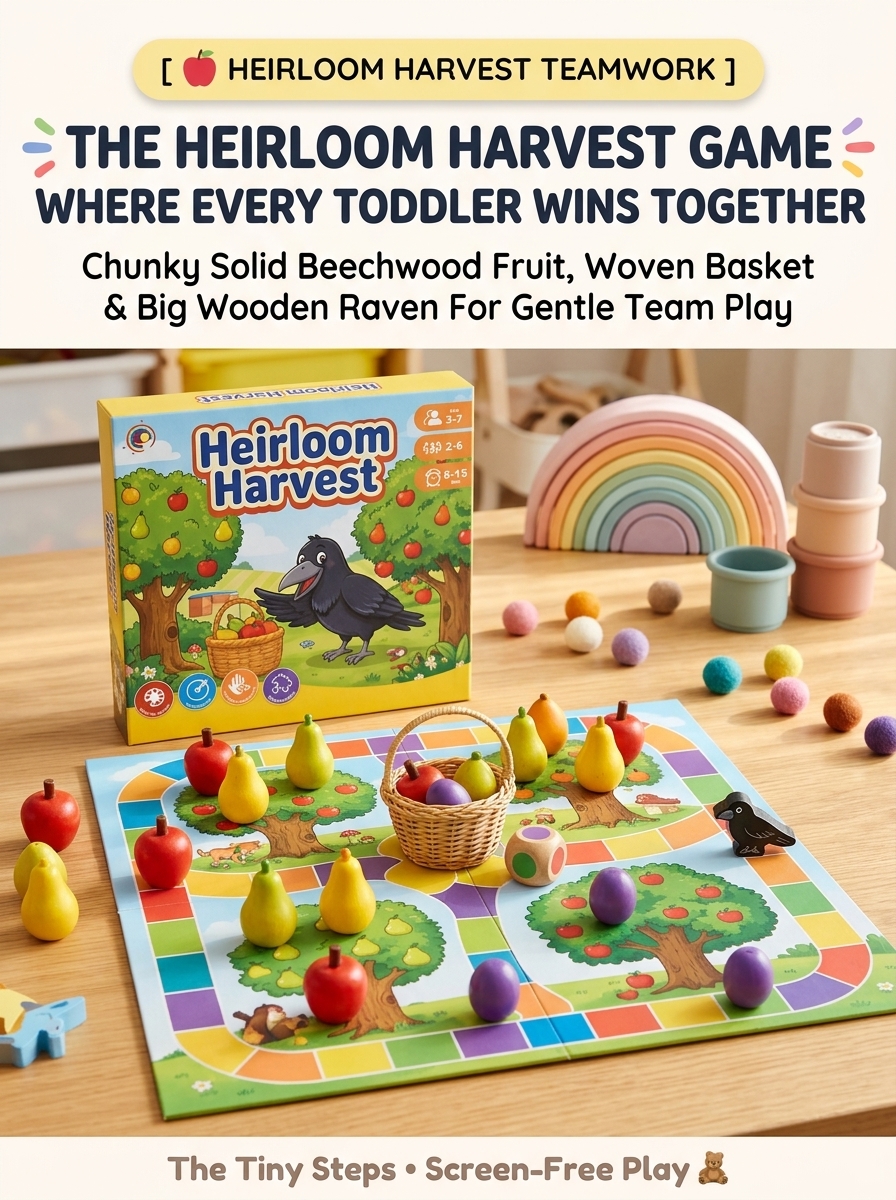 [ 🍎 HEIRLOOM HARVEST TEAMWORK ]
THE HEIRLOOM HARVEST GAME
WHERE EVERY TODDLER WINS TOGETHER
Chunky Solid Beechwood Fruit, Woven Basket
& Big Wooden Raven For Gentle Team Play
Heirloom Harvest
Heirloom
Harvest
3-7
2-6
8-15
The Tiny Steps • Screen-Free Play 🧸